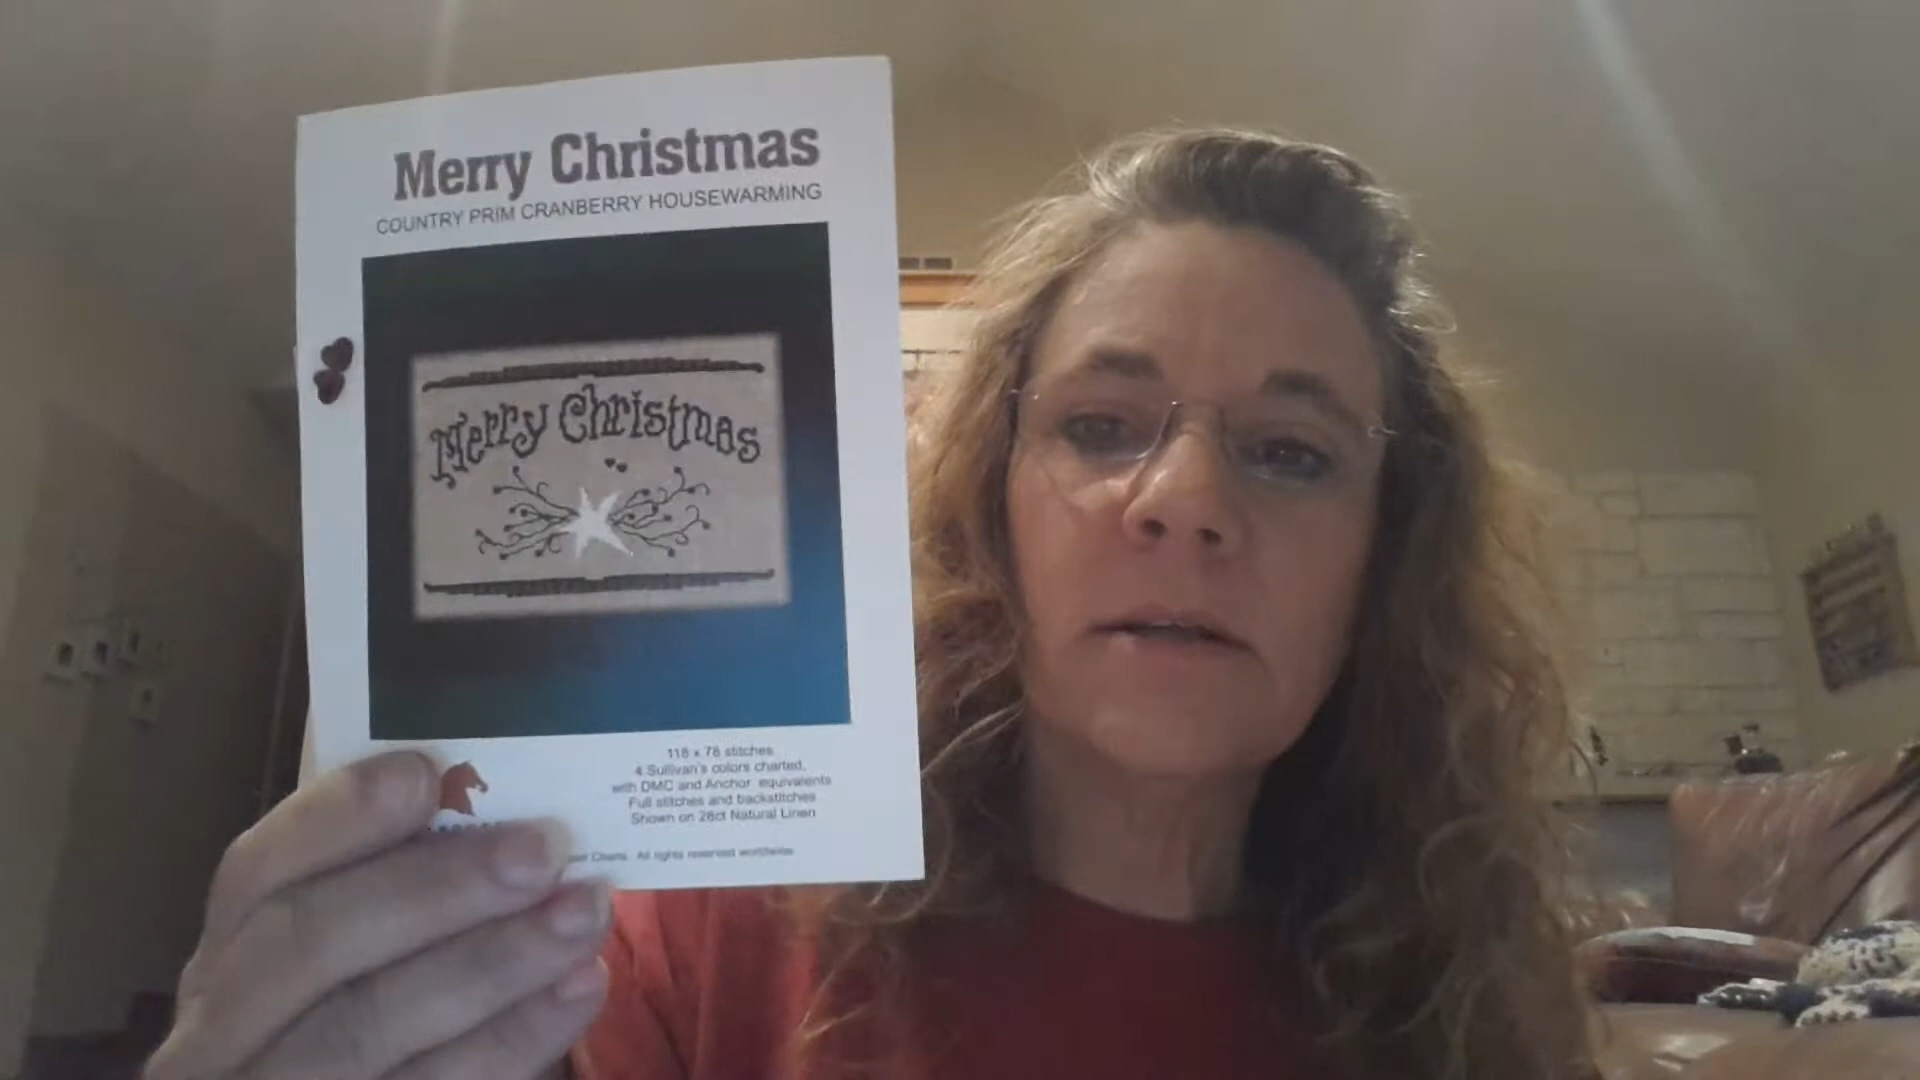 Merry Christmas
COUNTRY PRIM CRANBERRY HOUSEWARMING
Merry Christmas
118 x 78 stitches
4 Sullivan's colors charted,
with DMC and Anchor equivalents
Full stitches and backstitches
Shown on 28ct Natural Linen
Charts. All rights reserved worldwide.